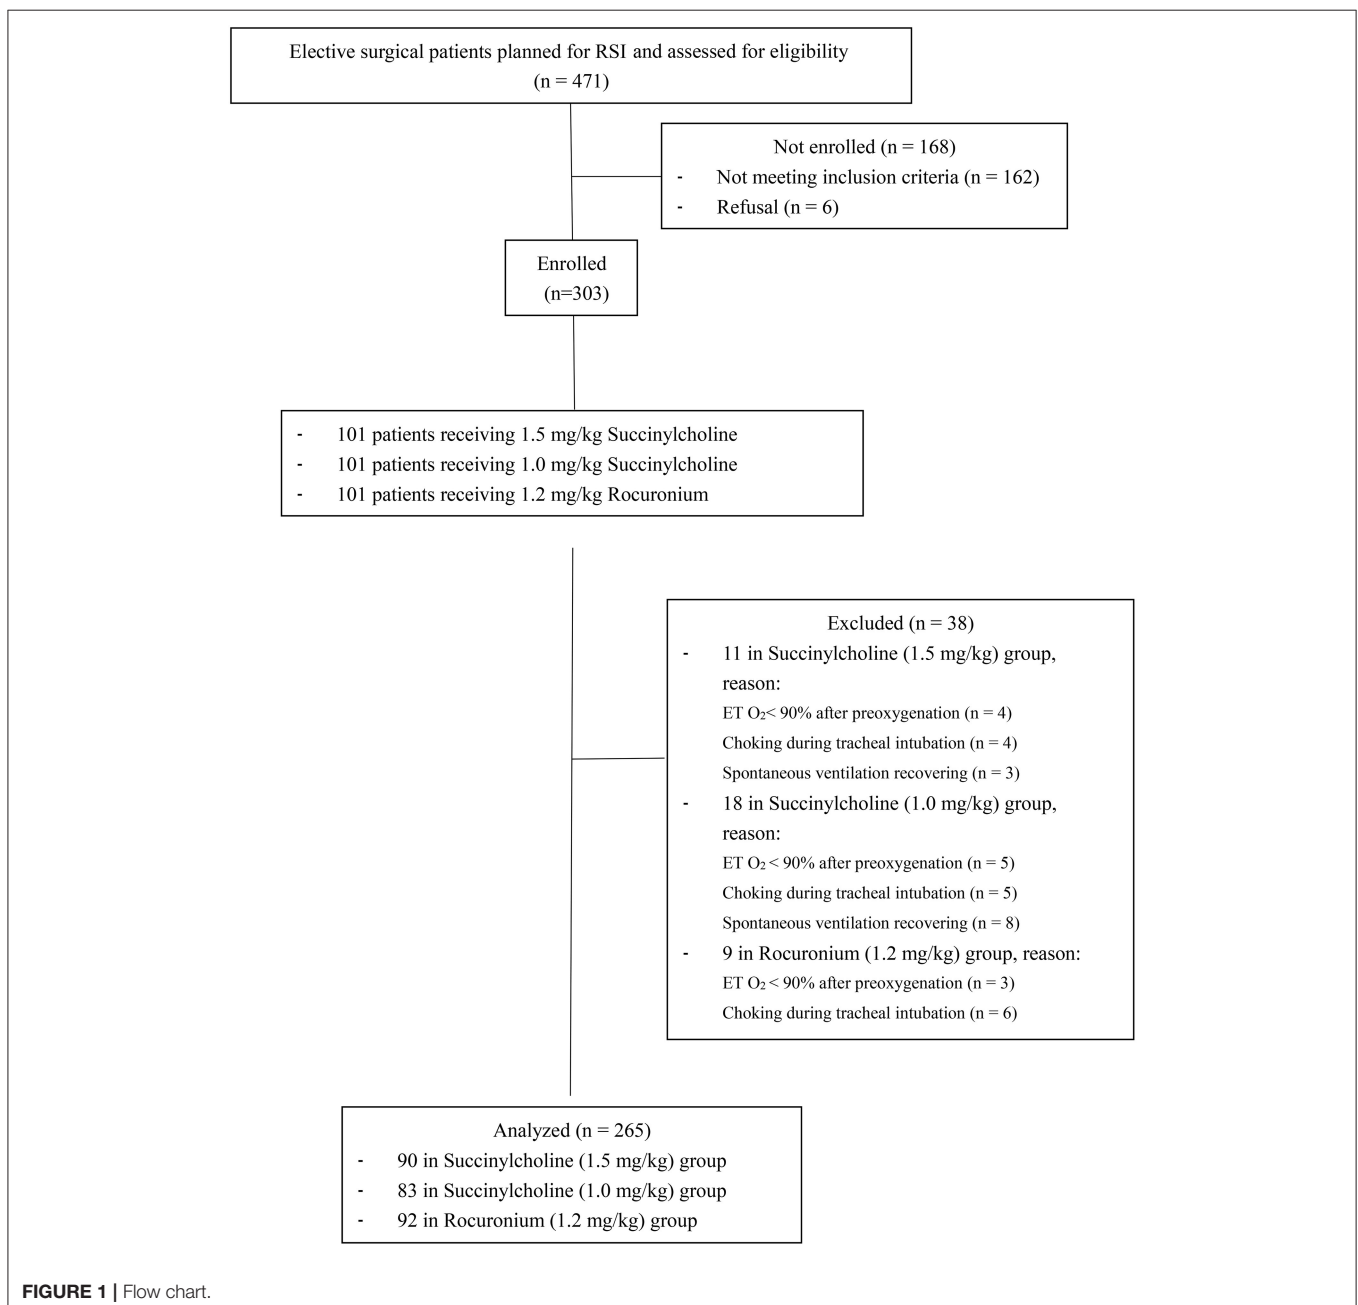 Elective surgical patients planned for RSI and assessed for eligibility
(n = 471)
Not enrolled (n = 168)
- Not meeting inclusion criteria (n = 162)
- Refusal (n = 6)
Enrolled
(n=303)
- 101 patients receiving 1.5 mg/kg Succinylcholine
- 101 patients receiving 1.0 mg/kg Succinylcholine
- 101 patients receiving 1.2 mg/kg Rocuronium
Excluded (n = 38)
- 11 in Succinylcholine (1.5 mg/kg) group,
reason:
ET O₂< 90% after preoxygenation (n = 4)
Choking during tracheal intubation (n = 4)
Spontaneous ventilation recovering (n = 3)
- 18 in Succinylcholine (1.0 mg/kg) group,
reason:
ET O₂ < 90% after preoxygenation (n = 5)
Choking during tracheal intubation (n = 5)
Spontaneous ventilation recovering (n = 8)
- 9 in Rocuronium (1.2 mg/kg) group, reason:
ET O₂ < 90% after preoxygenation (n = 3)
Choking during tracheal intubation (n = 6)
Analyzed (n = 265)
- 90 in Succinylcholine (1.5 mg/kg) group
- 83 in Succinylcholine (1.0 mg/kg) group
- 92 in Rocuronium (1.2 mg/kg) group
FIGURE 1 | Flow chart.